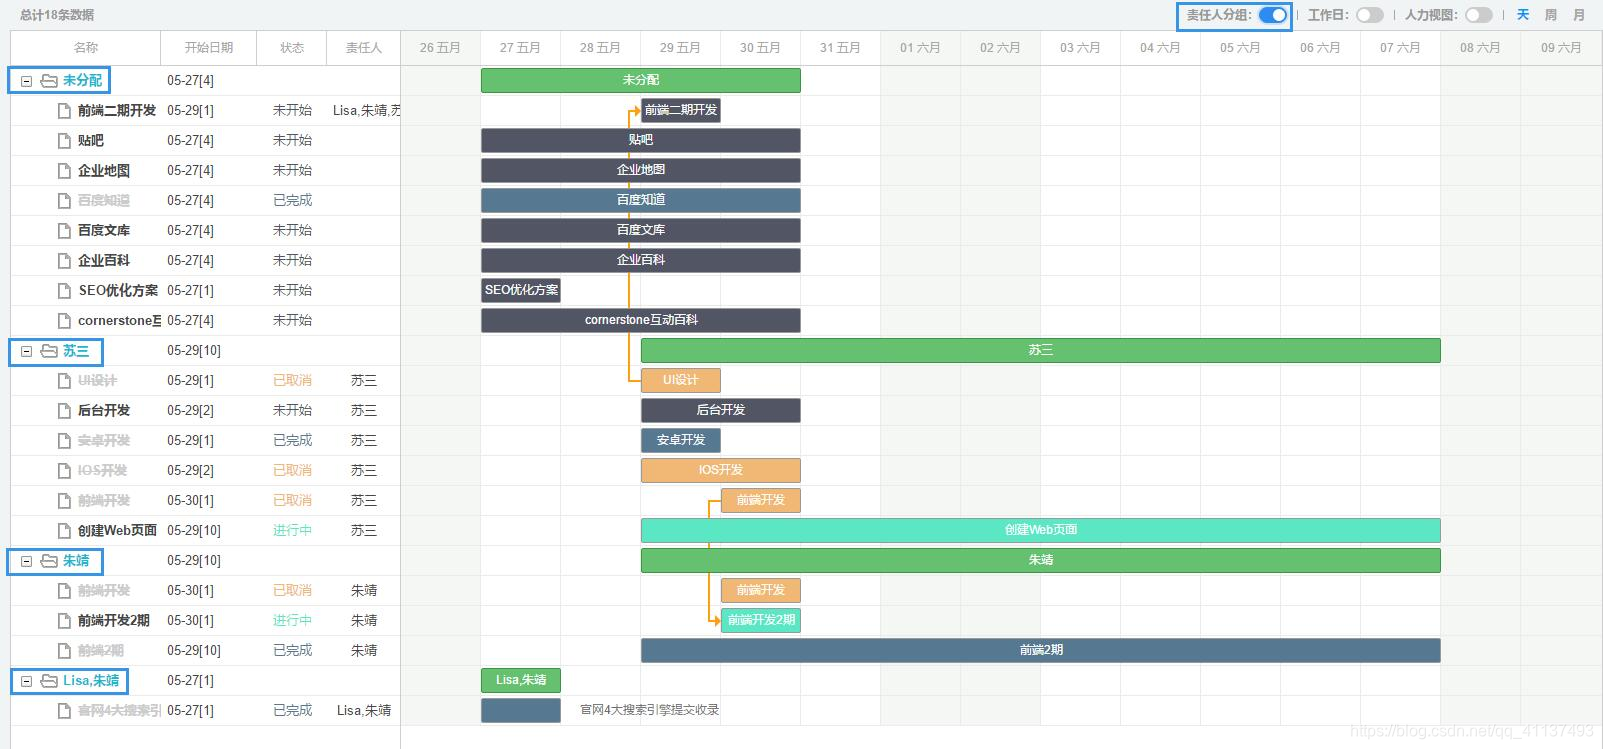 总计18条数据 责任人分组: 工作日: 人力视图: 天 周 月
名称 开始日期 状态 责任人 26 五月 27 五月 28 五月 29 五月 30 五月 31 五月 01 六月 02 六月 03 六月 04 六月 05 六月 06 六月 07 六月 08 六月 09 六月
未分配 05-27[4] 未分配
前端二期开发 05-29[1] 未开始 Lisa,朱靖,苏 前端二期开发
贴吧 05-27[4] 未开始 贴吧
企业地图 05-27[4] 未开始 企业地图
百度知道 05-27[4] 已完成 百度知道
百度文库 05-27[4] 未开始 百度文库
企业百科 05-27[4] 未开始 企业百科
SEO优化方案 05-27[1] 未开始 SEO优化方案
cornerstone互 05-27[4] 未开始 cornerstone互动百科
苏三 05-29[10] 苏三
UI设计 05-29[1] 已取消 苏三 UI设计
后台开发 05-29[2] 未开始 苏三 后台开发
安卓开发 05-29[1] 已完成 苏三 安卓开发
IOS开发 05-29[2] 已取消 苏三 IOS开发
前端开发 05-30[1] 已取消 苏三 前端开发
创建Web页面 05-29[10] 进行中 苏三 创建Web页面
朱靖 05-29[10] 朱靖
前端开发 05-30[1] 已取消 朱靖 前端开发
前端开发2期 05-30[1] 进行中 朱靖 前端开发2期
前端2期 05-29[10] 已完成 朱靖 前端2期
Lisa,朱靖 05-27[1] Lisa,朱靖
官网4大搜索引 05-27[1] 已完成 Lisa,朱靖 官网4大搜索引擎提交收录
https://blog.csdn.net/qq_41137493